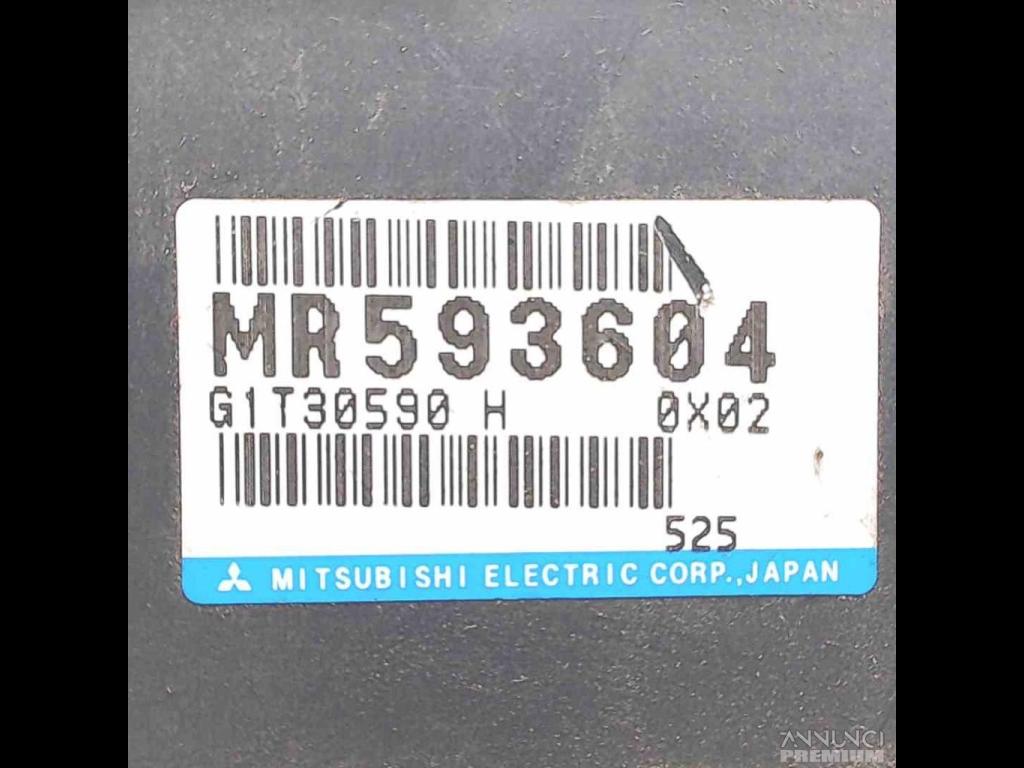 MR593604
G1T30590 H 0X02
525
MITSUBISHI ELECTRIC CORP., JAPAN
ANNUNCI
PREMIUM